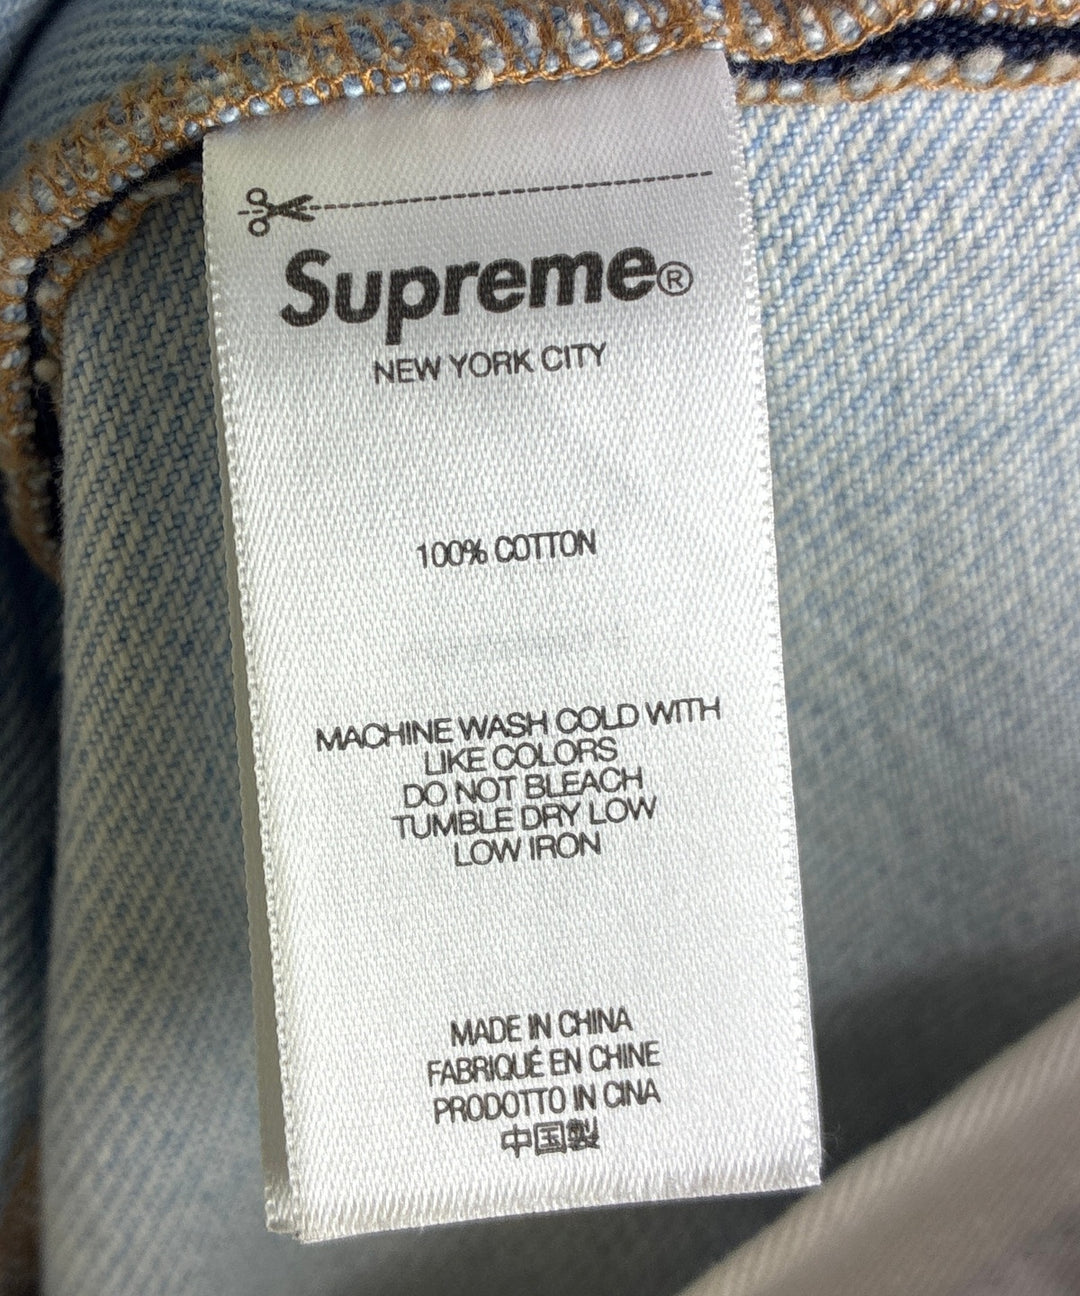 Supreme®
NEW YORK CITY
100% COTTON
MACHINE WASH COLD WITH
LIKE COLORS
DO NOT BLEACH
TUMBLE DRY LOW
LOW IRON
MADE IN CHINA
FABRIQUÉ EN CHINE
PRODOTTO IN CINA
中国製